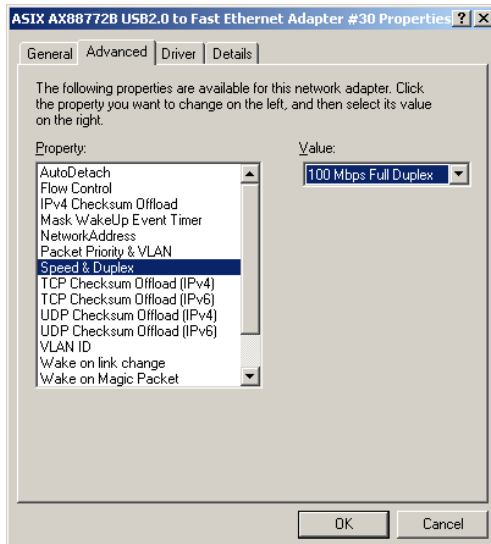 ASIX AX88772B USB2.0 to Fast Ethernet Adapter #30 Properties
General Advanced Driver Details
The following properties are available for this network adapter. Click
the property you want to change on the left, and then select its value
on the right.
Property:
Value:
AutoDetach
100 Mbps Full Duplex
Flow Control
IPv4 Checksum Offload
Mask WakeUp Event Timer
NetworkAddress
Packet Priority & VLAN
Speed & Duplex
TCP Checksum Offload (IPv4)
TCP Checksum Offload (IPv6)
UDP Checksum Offload (IPv4)
UDP Checksum Offload (IPv6)
VLAN ID
Wake on link change
Wake on Magic Packet
OK
Cancel